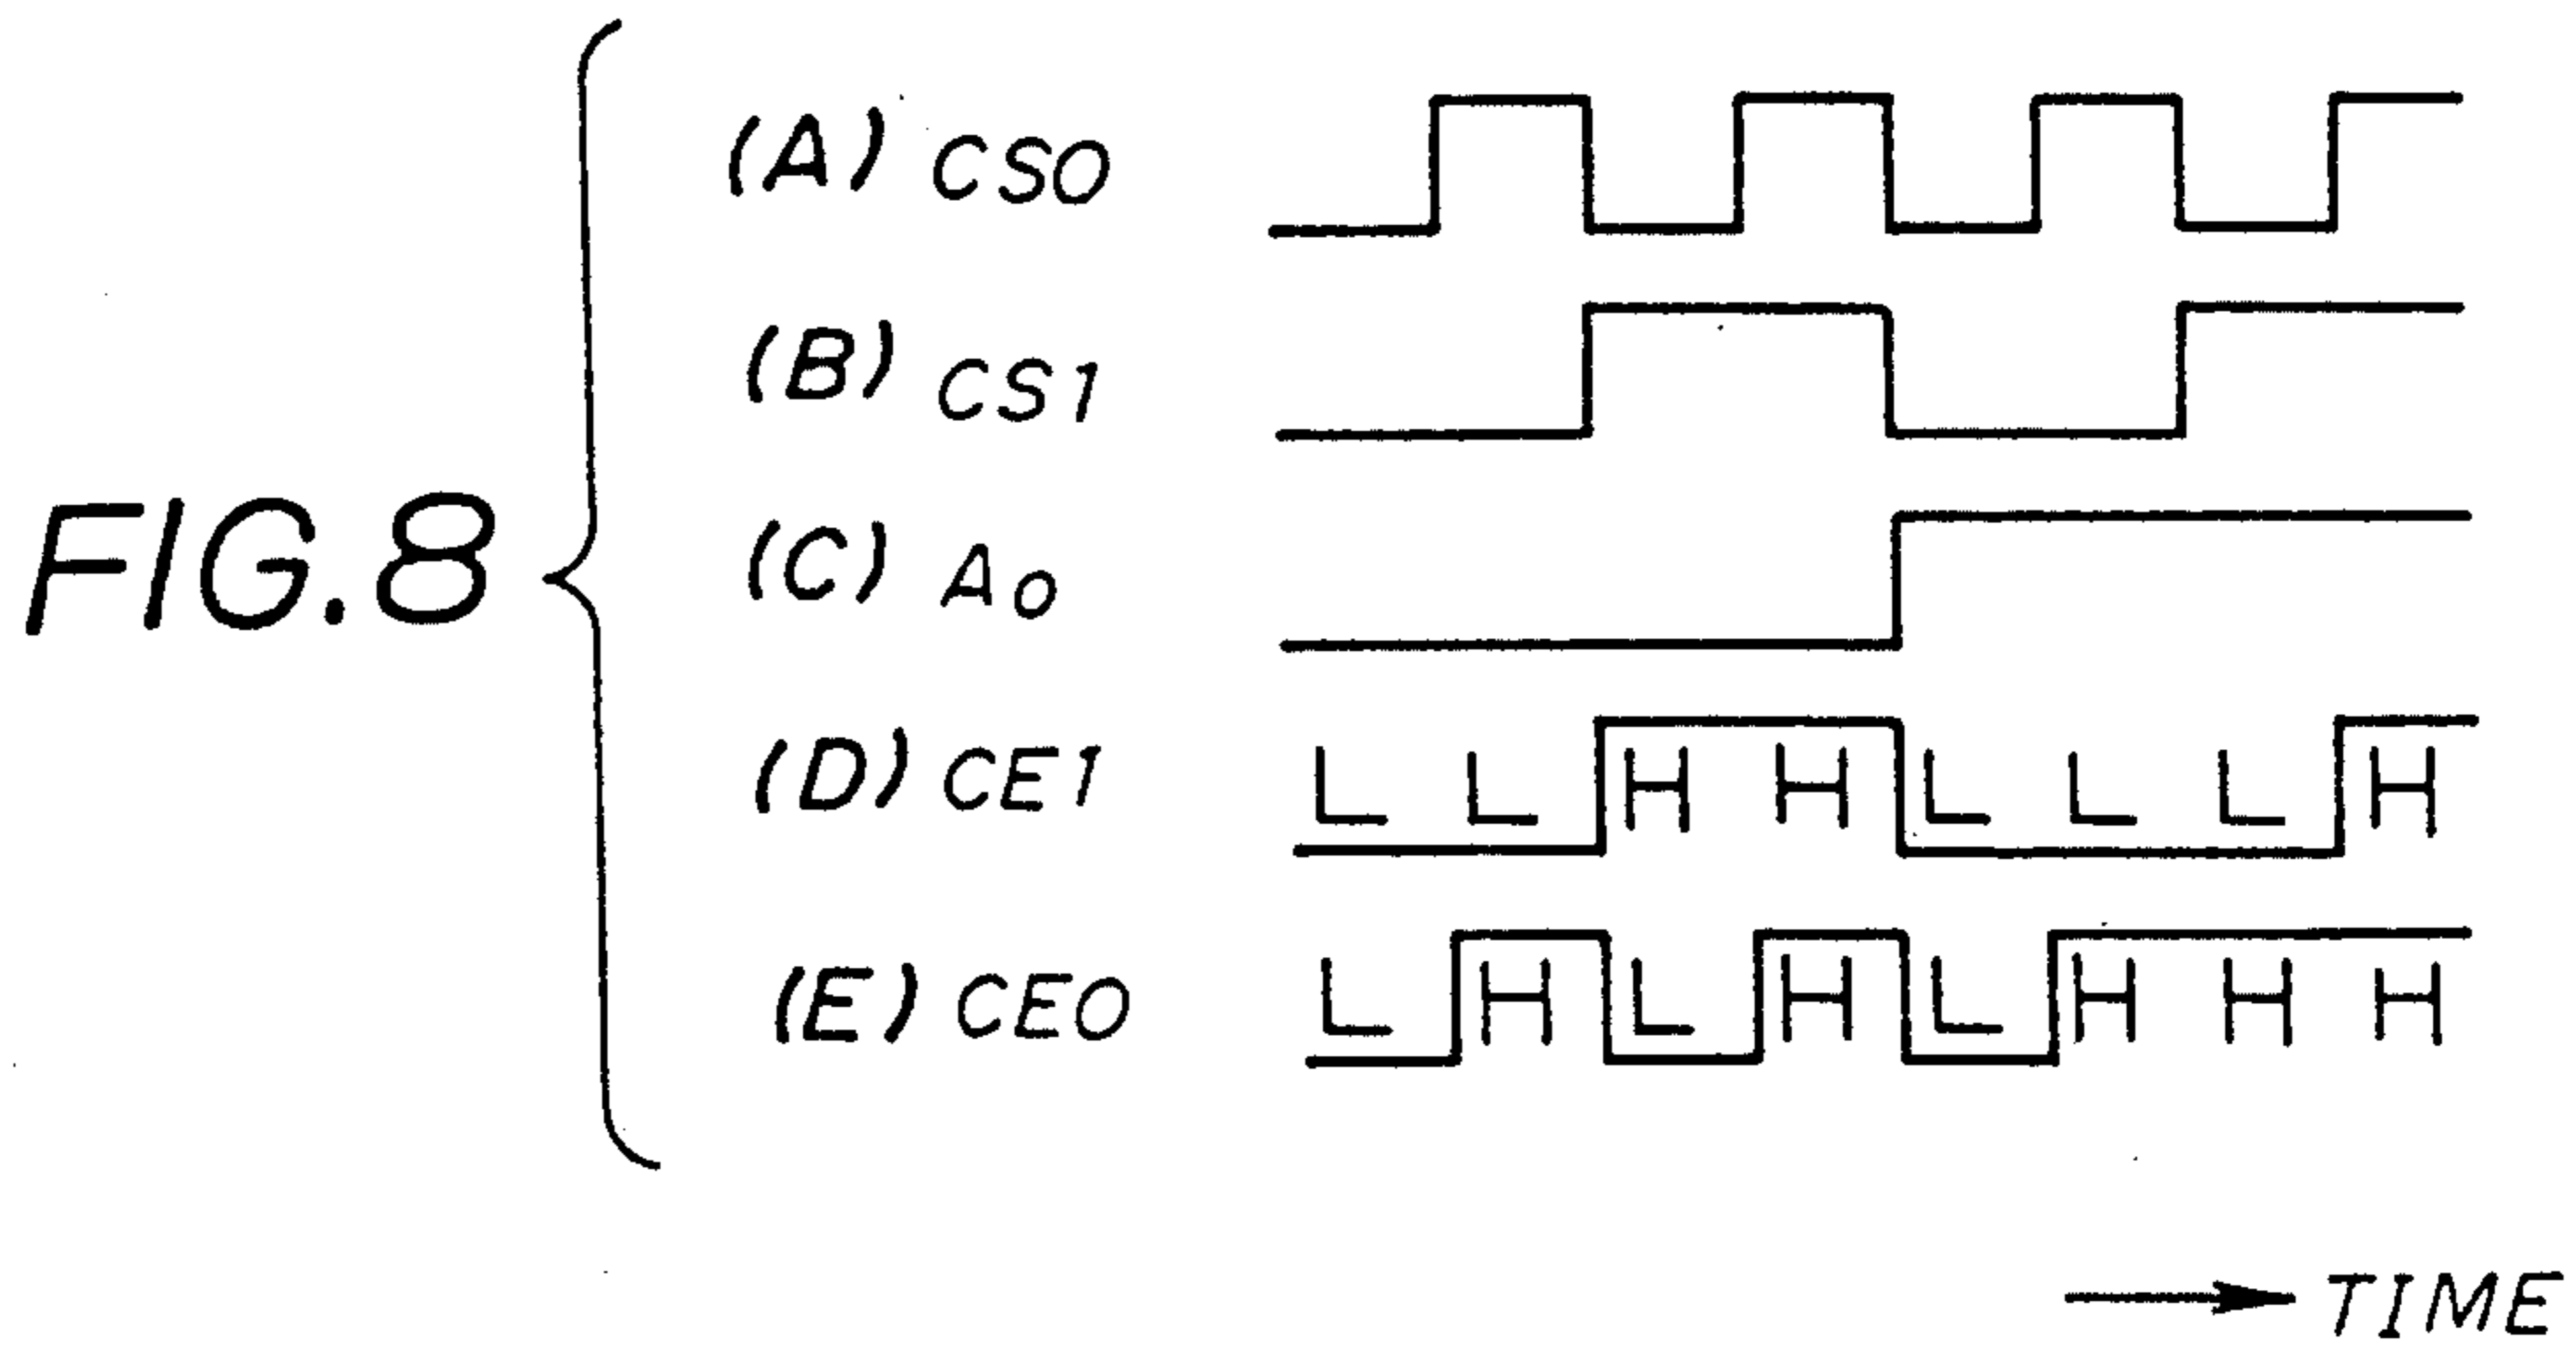 FIG.8
(A) CS0
(B) CS1
(C) A0
(D) CE1 L L H H L L L H
(E) CE0 L H L H L H H H
TIME